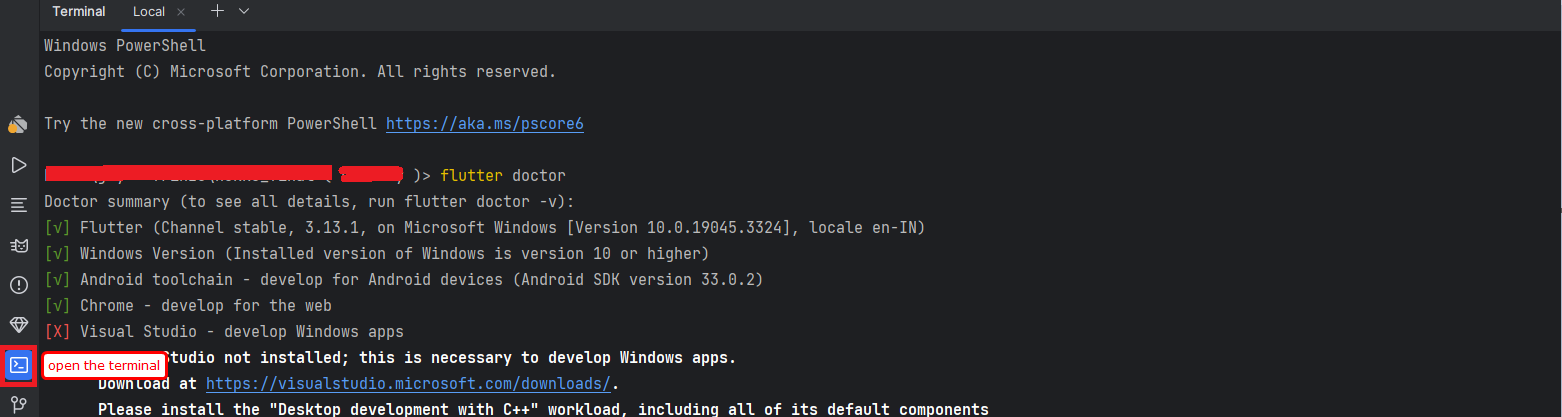 Terminal Local
Windows PowerShell
Copyright (C) Microsoft Corporation. All rights reserved.
Try the new cross-platform PowerShell https://aka.ms/pscore6
)> flutter doctor
Doctor summary (to see all details, run flutter doctor -v):
[√] Flutter (Channel stable, 3.13.1, on Microsoft Windows [Version 10.0.19045.3324], locale en-IN)
[√] Windows Version (Installed version of Windows is version 10 or higher)
[√] Android toolchain - develop for Android devices (Android SDK version 33.0.2)
[√] Chrome - develop for the web
[X] Visual Studio - develop Windows apps
Studio not installed; this is necessary to develop Windows apps.
open the terminal
Download at https://visualstudio.microsoft.com/downloads/.
Please install the "Desktop development with C++" workload, including all of its default components